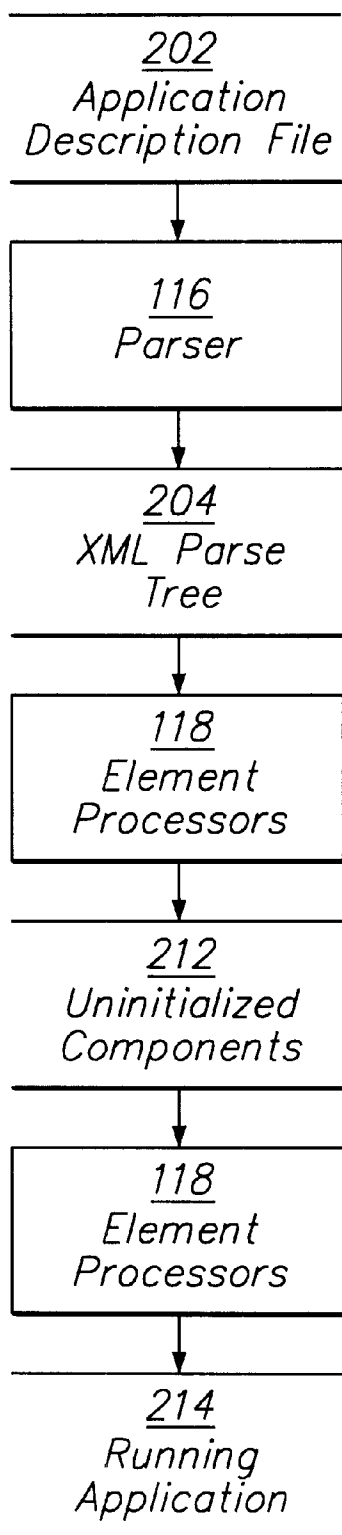 202
Application
Description File
116
Parser
204
XML Parse
Tree
118
Element
Processors
212
Uninitialized
Components
118
Element
Processors
214
Running
Application